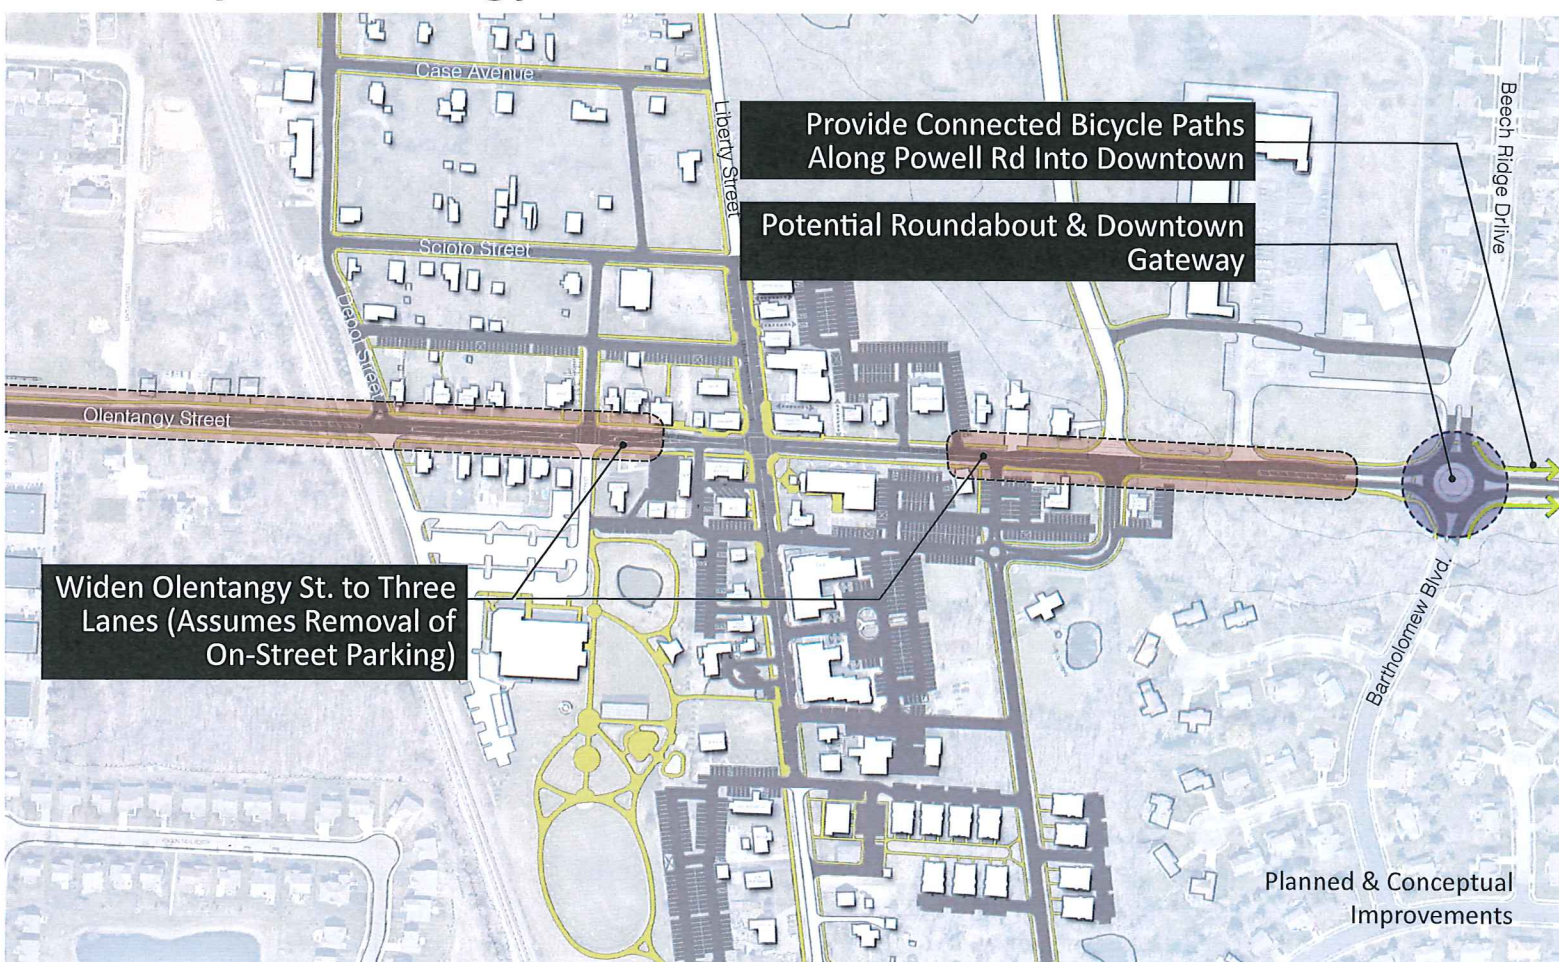 Case Avenue
Liberty Street
Provide Connected Bicycle Paths
Along Powell Rd Into Downtown
Beech Ridge Drlive
Potential Roundabout & Downtown
Gateway
Scioto Street
Depot Street
Olentangy Street
Widen Olentangy St. to Three
Lanes (Assumes Removal of
On-Street Parking)
Bartholomew Blvd.
Planned & Conceptual
Improvements